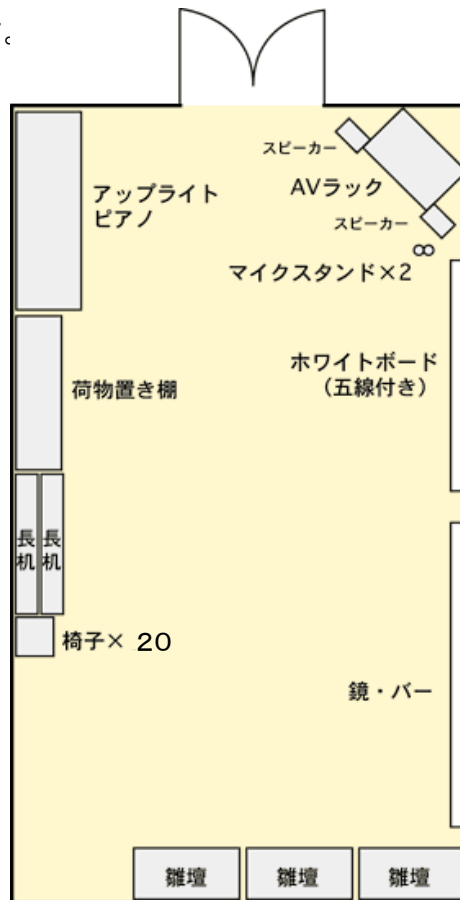 。
スピーカー
アップライト
ピアノ
AVラック
スピーカー
マイクスタンド×2
ホワイトボード
（五線付き）
荷物置き棚
長机
長机
椅子× 20
鏡・バー
雛壇
雛壇
雛壇